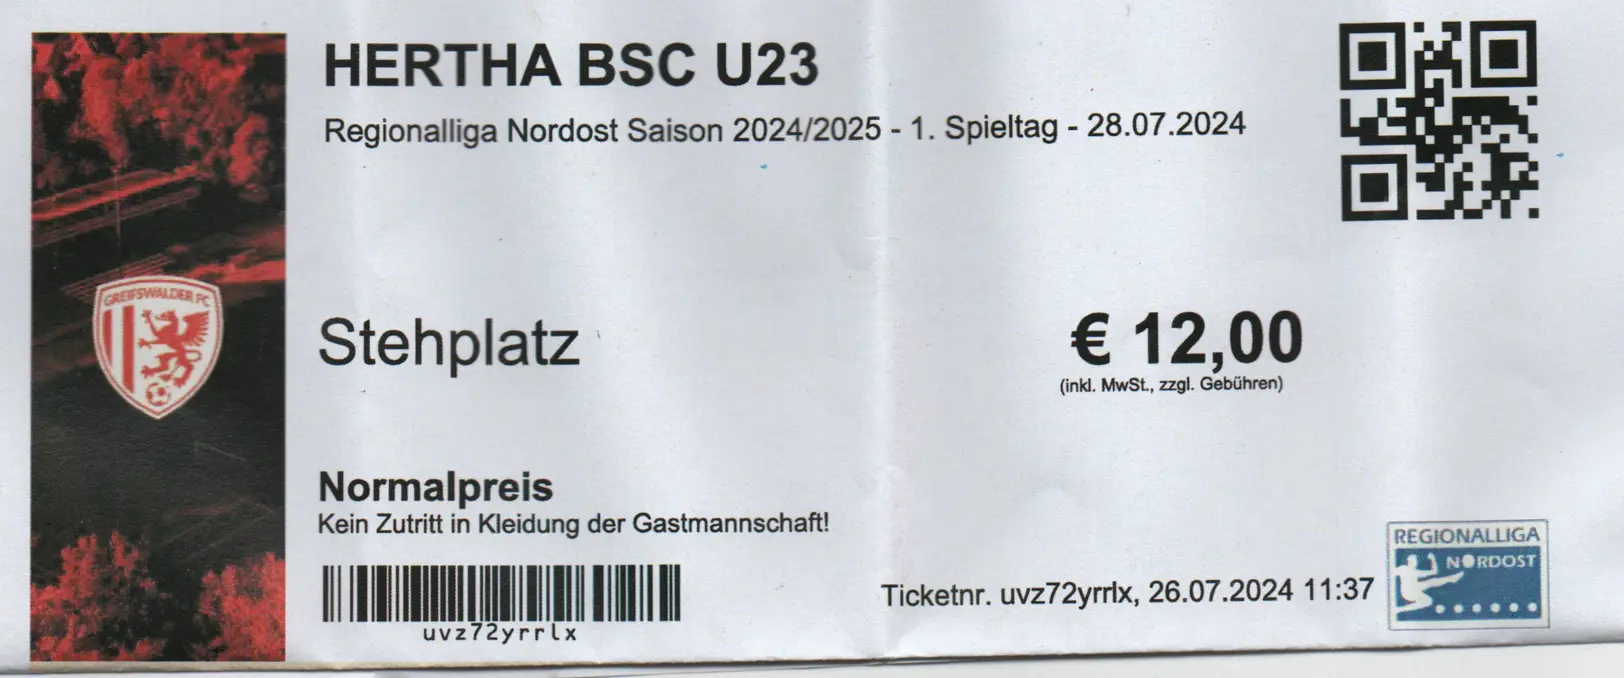 HERTHA BSC U23
Regionalliga Nordost Saison 2024/2025 - 1. Spieltag - 28.07.2024
GREIFSWALDER FC
Stehplatz
€ 12,00
(inkl. MwSt., zzgl. Gebühren)
Normalpreis
Kein Zutritt in Kleidung der Gastmannschaft!
uvz72yrrlx
Ticketnr. uvz72yrrlx, 26.07.2024 11:37
REGIONALLIGA
NORDOST